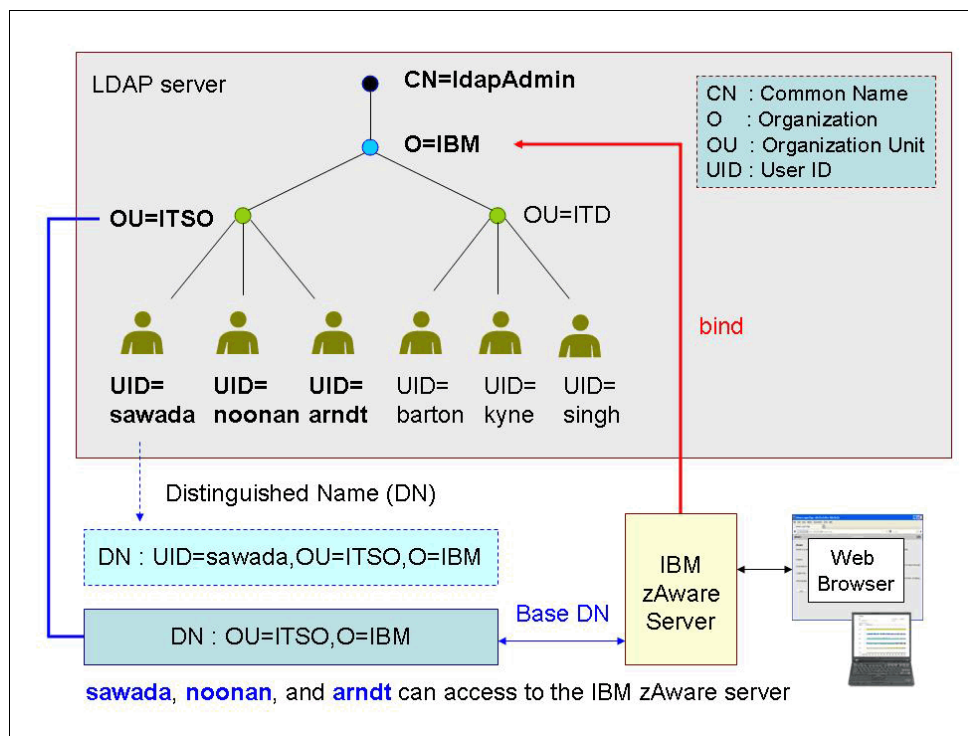 LDAP server
CN=ldapAdmin
CN : Common Name
O : Organization
OU : Organization Unit
UID : User ID
O=IBM
OU=ITSO
OU=ITD
bind
UID=
sawada
UID=
noonan
UID=
arndt
UID=
barton
UID=
kyne
UID=
singh
Distinguished Name (DN)
DN : UID=sawada,OU=ITSO,O=IBM
IBM
zAware
Server
Web
Browser
Base DN
DN : OU=ITSO,O=IBM
sawada, noonan, and arndt can access to the IBM zAware server